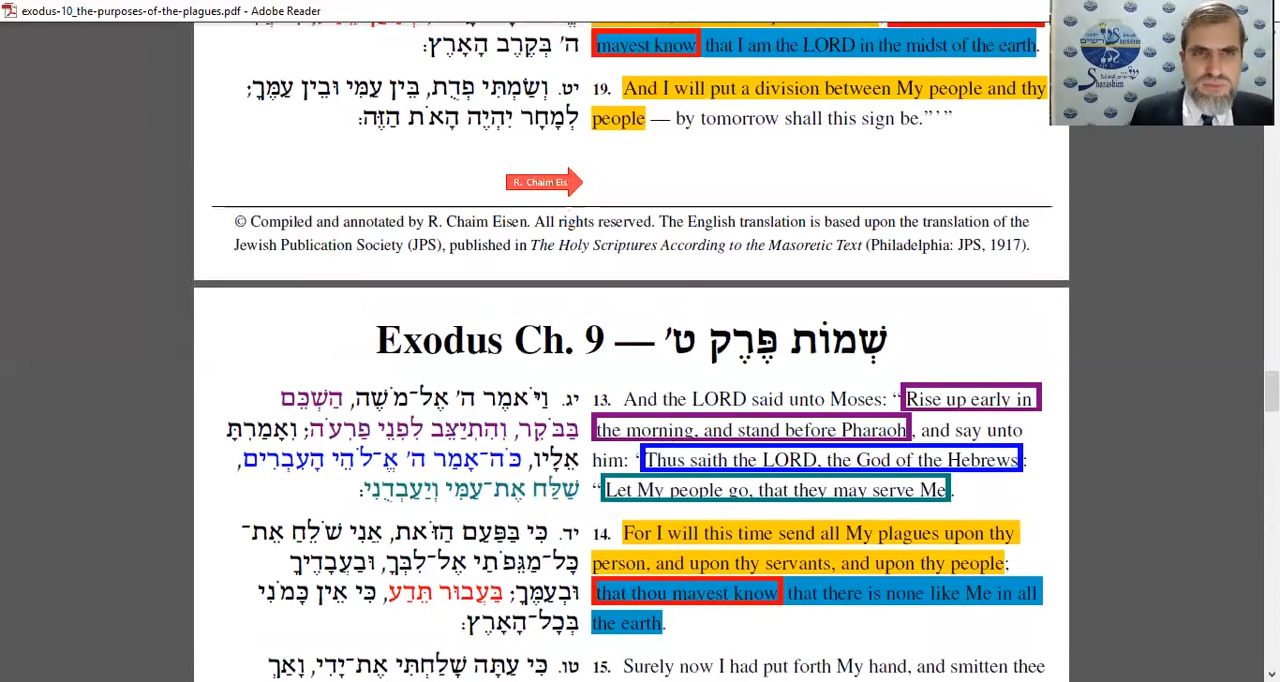 exodus-10_the-purposes-of-the-plagues.pdf - Adobe Reader
mayest know that I am the LORD in the midst of the earth.
ה' בְּקֶרֶב הָאָרֶץ:
19. And I will put a division between My people and thy
people — by tomorrow shall this sign be.”’”
יט. וְשַׂמְתִּי פְדֻת, בֵּין עַמִּי וּבֵין עַמֶּךָ;
לְמָחָר יִהְיֶה הָאֹת הַזֶּה:
R. Chaim Eis
© Compiled and annotated by R. Chaim Eisen. All rights reserved. The English translation is based upon the translation of the
Jewish Publication Society (JPS), published in The Holy Scriptures According to the Masoretic Text (Philadelphia: JPS, 1917).
Exodus Ch. 9 — שְׁמוֹת פֶּרֶק ט'
13. And the LORD said unto Moses: “Rise up early in
the morning, and stand before Pharaoh, and say unto
him: ‘Thus saith the LORD, the God of the Hebrews:
“Let My people go, that they may serve Me.
יג. וַיֹּאמֶר ה' אֶל־מֹשֶׁה, הַשְׁכֵּם
בַּבֹּקֶר, וְהִתְיַצֵּב לִפְנֵי פַרְעֹה; וְאָמַרְתָּ
אֵלָיו, כֹּה־אָמַר ה' אֱ־לֹהֵי הָעִבְרִים,
שַׁלַּח אֶת־עַמִּי וְיַעַבְדֻנִי:
14. For I will this time send all My plagues upon thy
person, and upon thy servants, and upon thy people;
that thou mayest know that there is none like Me in all
the earth.
יד. כִּי בַּפַּעַם הַזֹּאת, אֲנִי שֹׁלֵחַ אֶת־
כָּל־מַגֵּפֹתַי אֶל־לִבְּךָ, וּבַעֲבָדֶיךָ
וּבְעַמֶּךָ; בַּעֲבוּר תֵּדַע, כִּי אֵין כָּמֹנִי
בְּכָל־הָאָרֶץ:
15. Surely now I had put forth My hand, and smitten thee
טו. כִּי עַתָּה שָׁלַחְתִּי אֶת־יָדִי, וָאַךְ